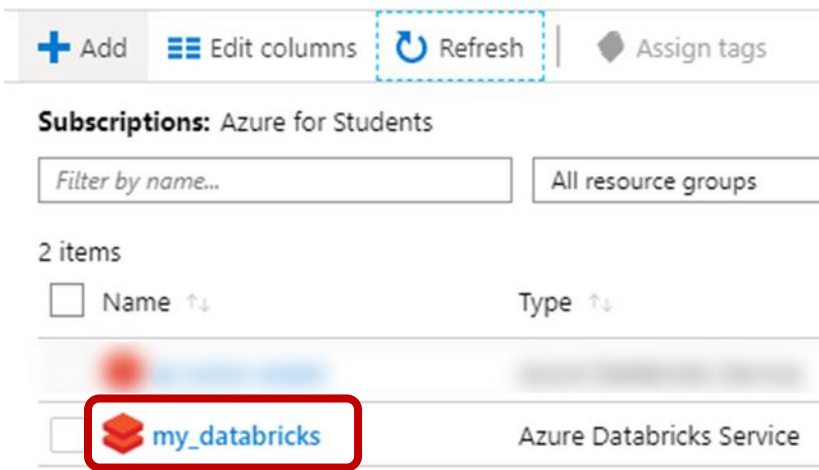 Add Edit columns Refresh Assign tags
Subscriptions: Azure for Students
Filter by name... All resource groups
2 items
Name Type
my_databricks Azure Databricks Service